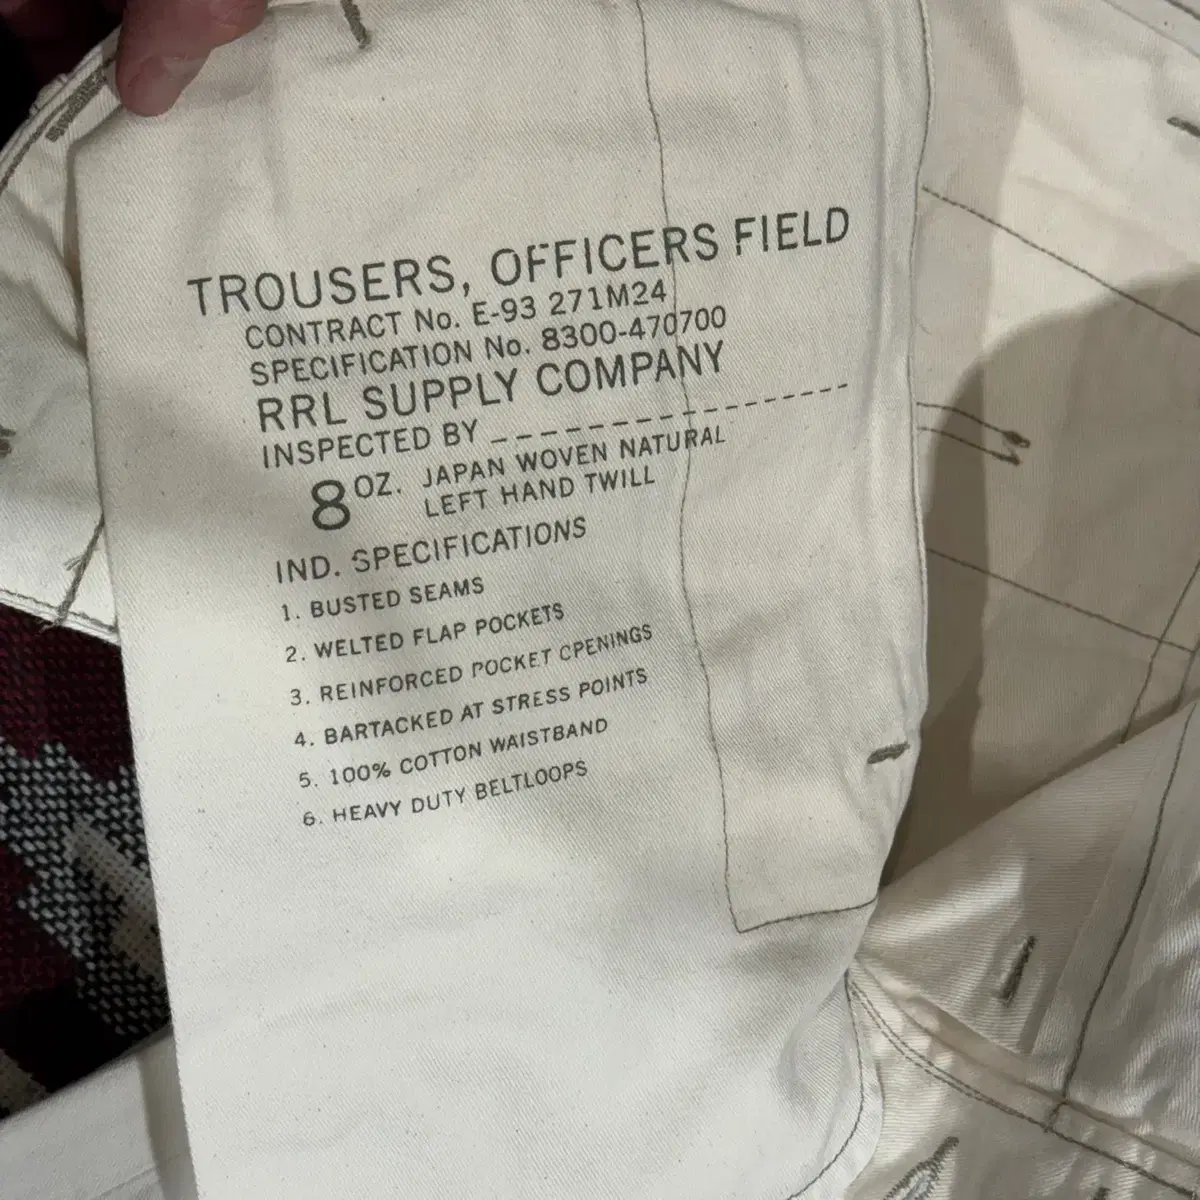 TROUSERS, OFFICERS FIELD
CONTRACT No. E-93 271M24
SPECIFICATION No. 8300-470700
RRL SUPPLY COMPANY
INSPECTED BY --------------------
8 OZ. JAPAN WOVEN NATURAL
LEFT HAND TWILL
IND. SPECIFICATIONS
1. BUSTED SEAMS
2. WELTED FLAP POCKETS
3. REINFORCED POCKET OPENINGS
4. BARTACKED AT STRESS POINTS
5. 100% COTTON WAISTBAND
6. HEAVY DUTY BELTLOOPS